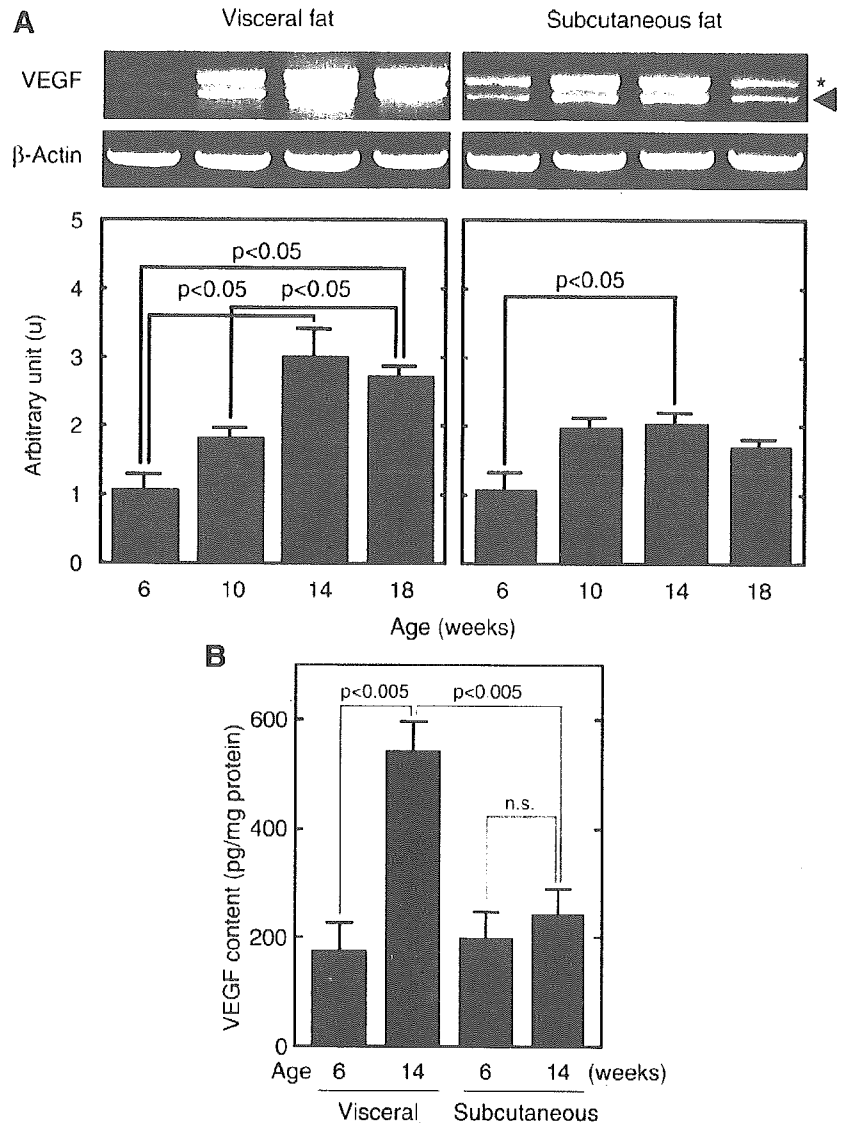 A
Visceral fat
Subcutaneous fat
VEGF
*
β-Actin
5
4
3
2
1
0
Arbitrary unit (u)
p<0.05
p<0.05 p<0.05
p<0.05
6 10 14 18 6 10 14 18
Age (weeks)
B
600
400
200
0
VEGF content (pg/mg protein)
p<0.005 p<0.005
n.s.
Age 6 14 6 14 (weeks)
Visceral Subcutaneous